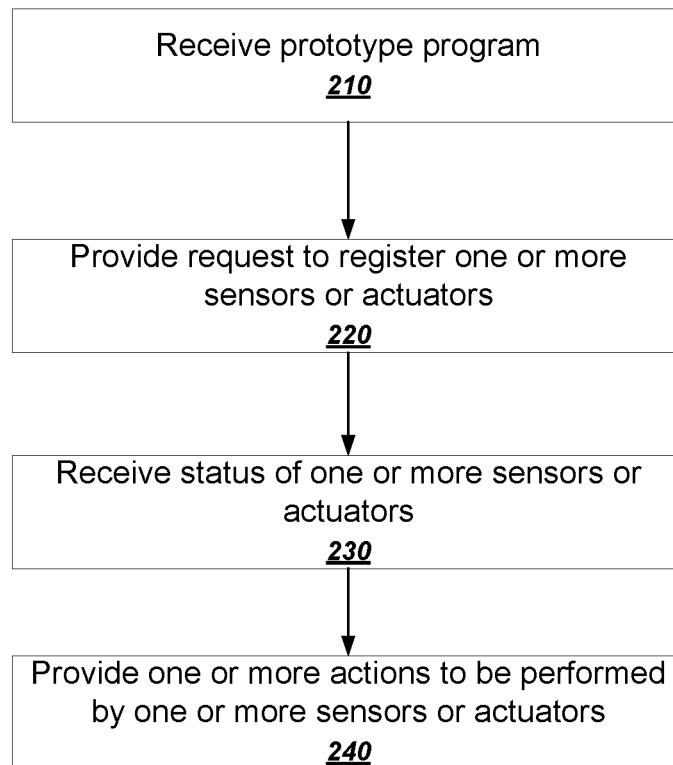 Receive prototype program
210
Provide request to register one or more
sensors or actuators
220
Receive status of one or more sensors or
actuators
230
Provide one or more actions to be performed
by one or more sensors or actuators
240